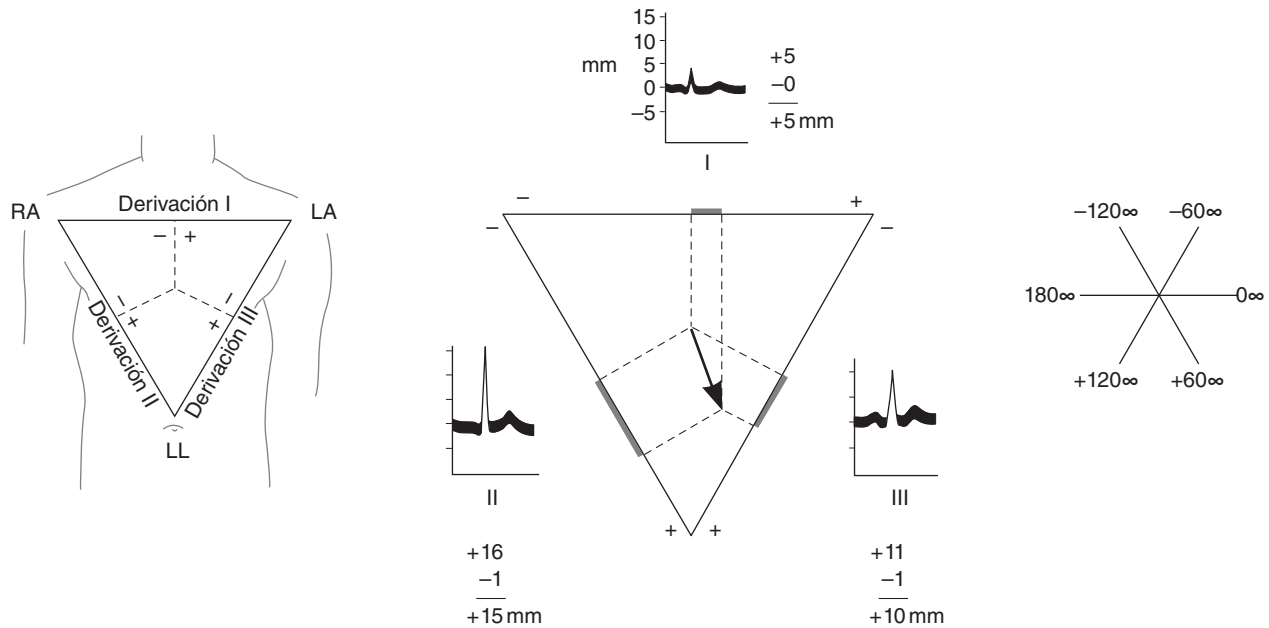 RA
Derivación I
LA
– +
– +
– +
Derivación II
Derivación III
LL
mm
15
10
5
0
–5
+5
–0
+5 mm
I
– +
– –
+ +
II
+16
–1
+15 mm
III
+11
–1
+10 mm
–120∞ –60∞
180∞ 0∞
+120∞ +60∞